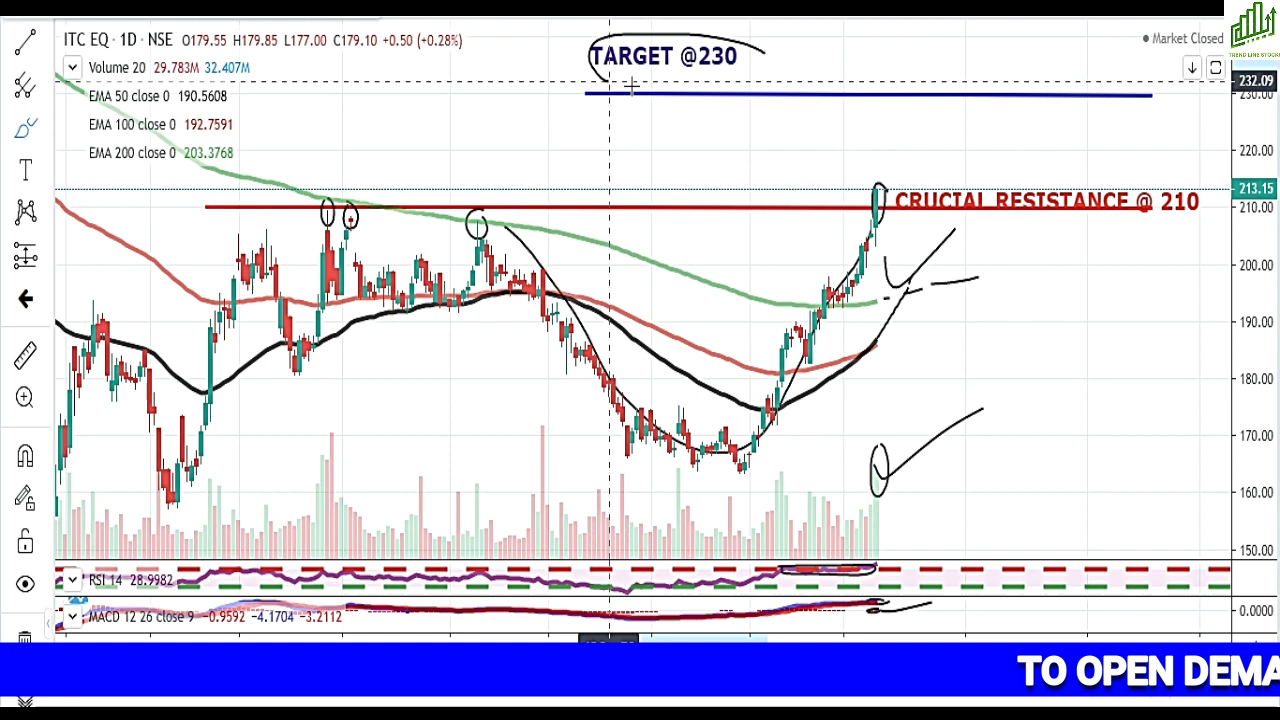 ITC EQ · 1D · NSE O179.55 H179.85 L177.00 C179.10 +0.50 (+0.28%)
TARGET @230
Market Closed
TREND LINE STOCK
Volume 20 29.783M 32.407M
232.09
230.00
EMA 50 close 0 190.5608
EMA 100 close 0 192.7591
EMA 200 close 0 203.3768
220.00
213.15
CRUCIAL RESISTANCE @ 210
210.00
200.00
190.00
180.00
170.00
160.00
150.00
RSI 14 28.9982
MACD 12 26 close 9 −0.9592 −4.1704 −3.2112
0.0000
TO OPEN DEMA